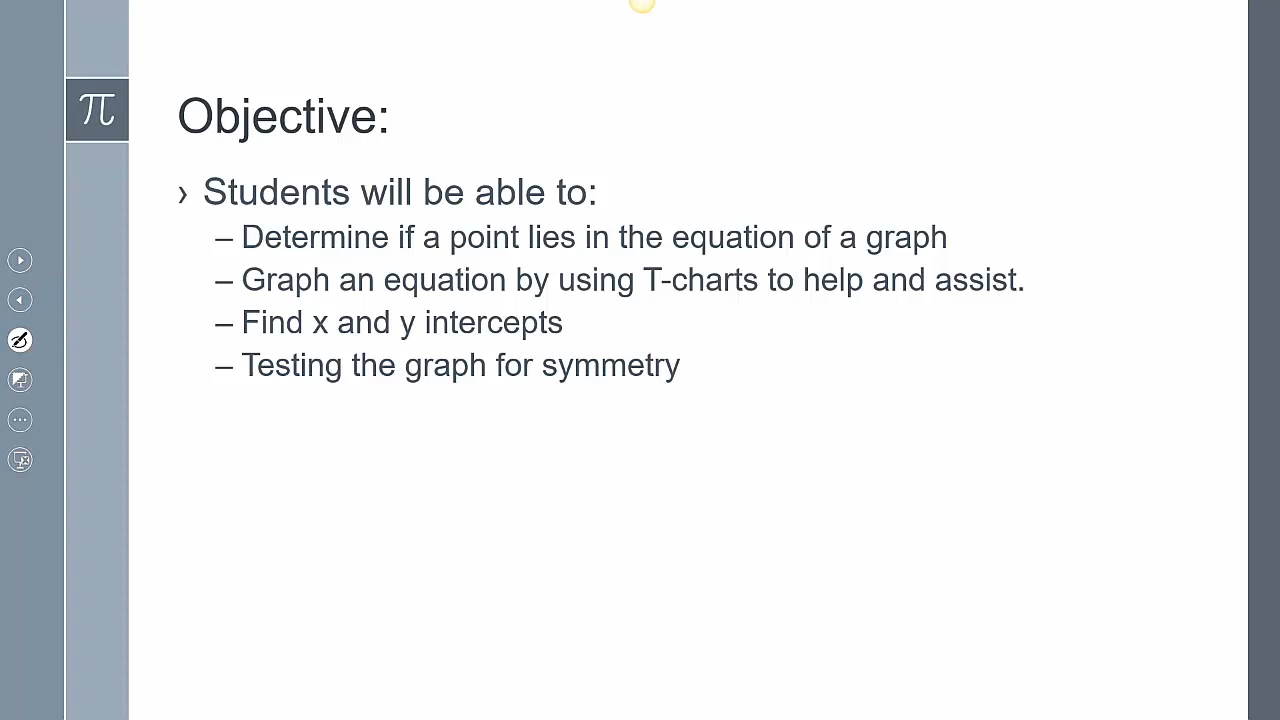 π
Objective:
› Students will be able to:
– Determine if a point lies in the equation of a graph
– Graph an equation by using T-charts to help and assist.
– Find x and y intercepts
– Testing the graph for symmetry